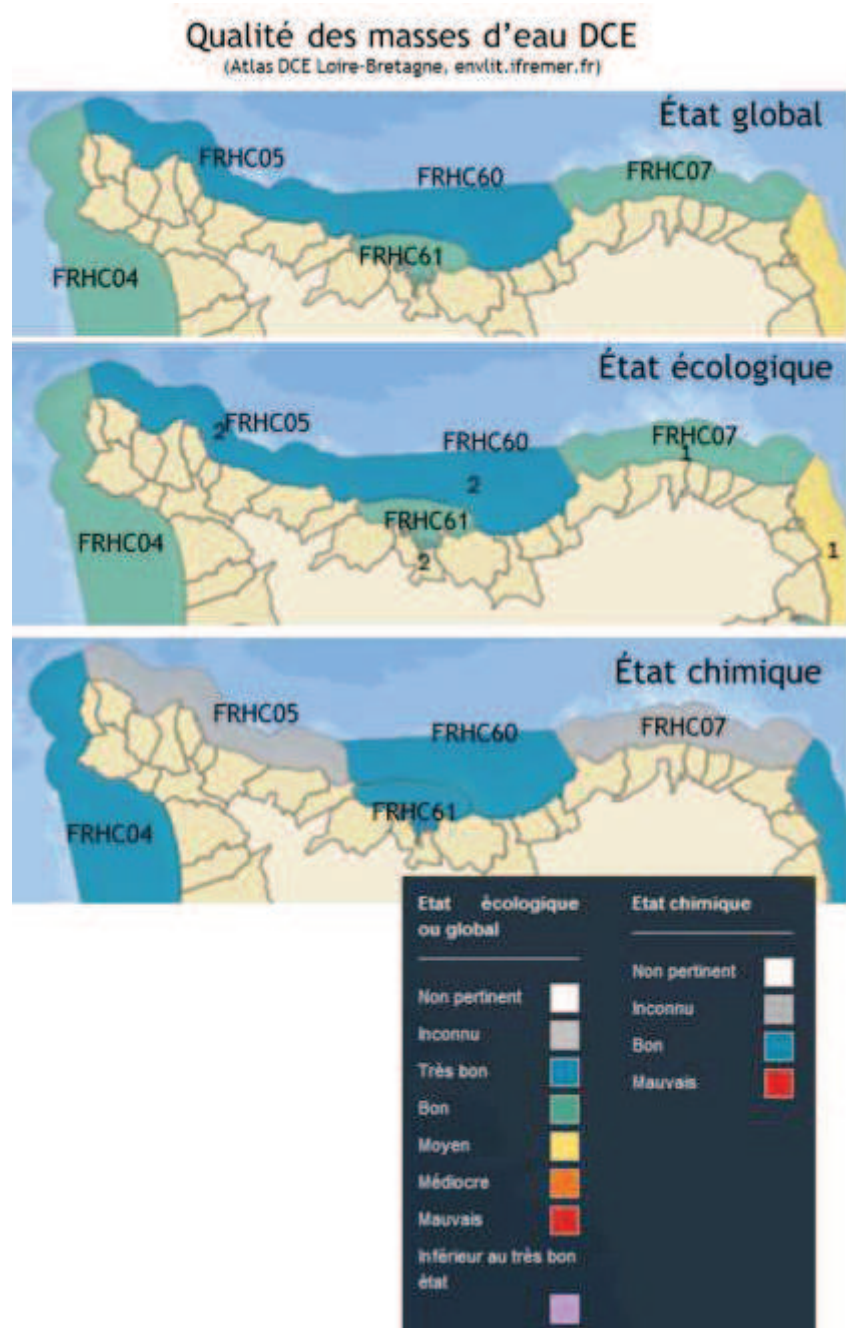 Qualité des masses d'eau DCE
(Atlas DCE Loire-Bretagne, envlit.ifremer.fr)
État global
FRHC05
FRHC60
FRHC07
FRHC61
FRHC04
État écologique
2
FRHC05
FRHC60
FRHC07
1
2
FRHC61
FRHC04
2
1
État chimique
FRHC05
FRHC60
FRHC07
FRHC61
FRHC04
Etat écologique
ou global
Non pertinent
Inconnu
Très bon
Bon
Moyen
Médiocre
Mauvais
Inférieur au très bon
état
Etat chimique
Non pertinent
Inconnu
Bon
Mauvais